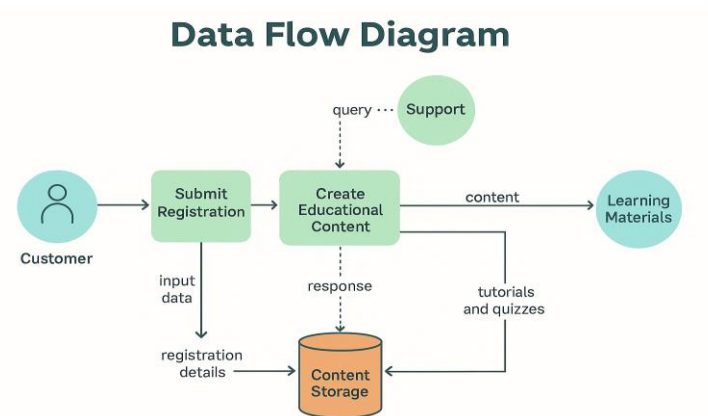 Data Flow Diagram
query
Support
Submit
Registration
Create
Educational
Content
content
Learning
Materials
Customer
input
data
response
tutorials
and quizzes
registration
details
Content
Storage